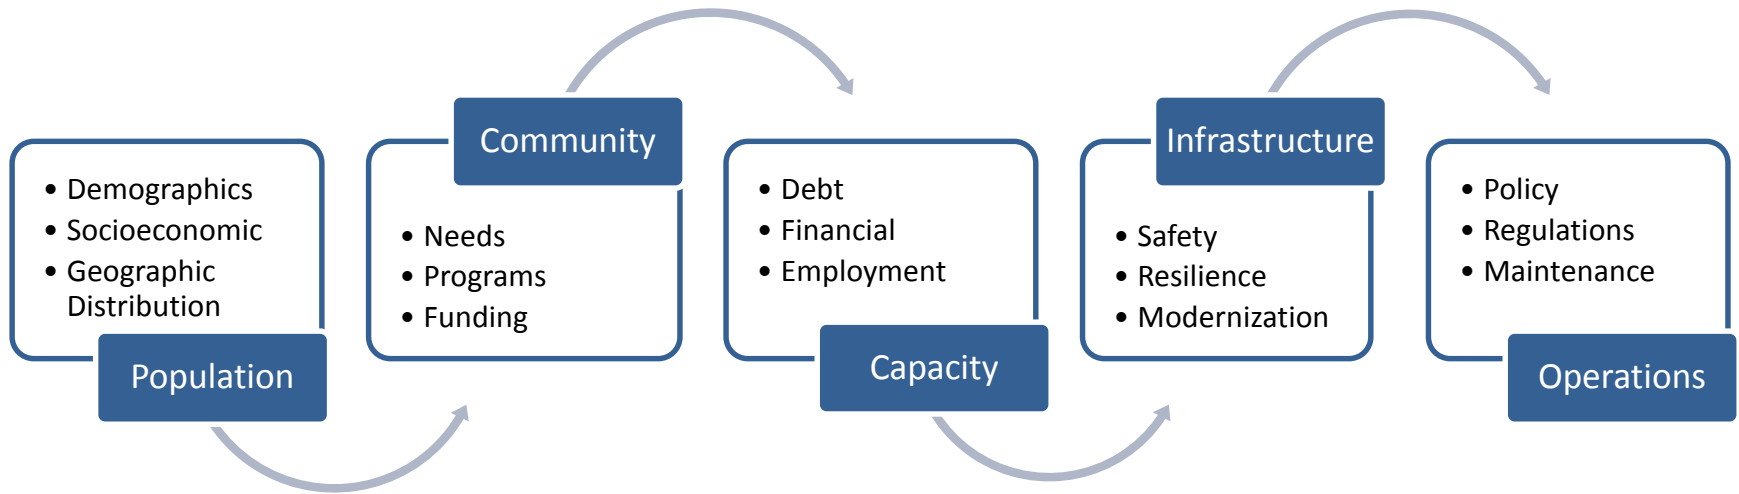 • Demographics
• Socioeconomic
• Geographic
Distribution
Population
Community
• Needs
• Programs
• Funding
• Debt
• Financial
• Employment
Capacity
Infrastructure
• Safety
• Resilience
• Modernization
• Policy
• Regulations
• Maintenance
Operations